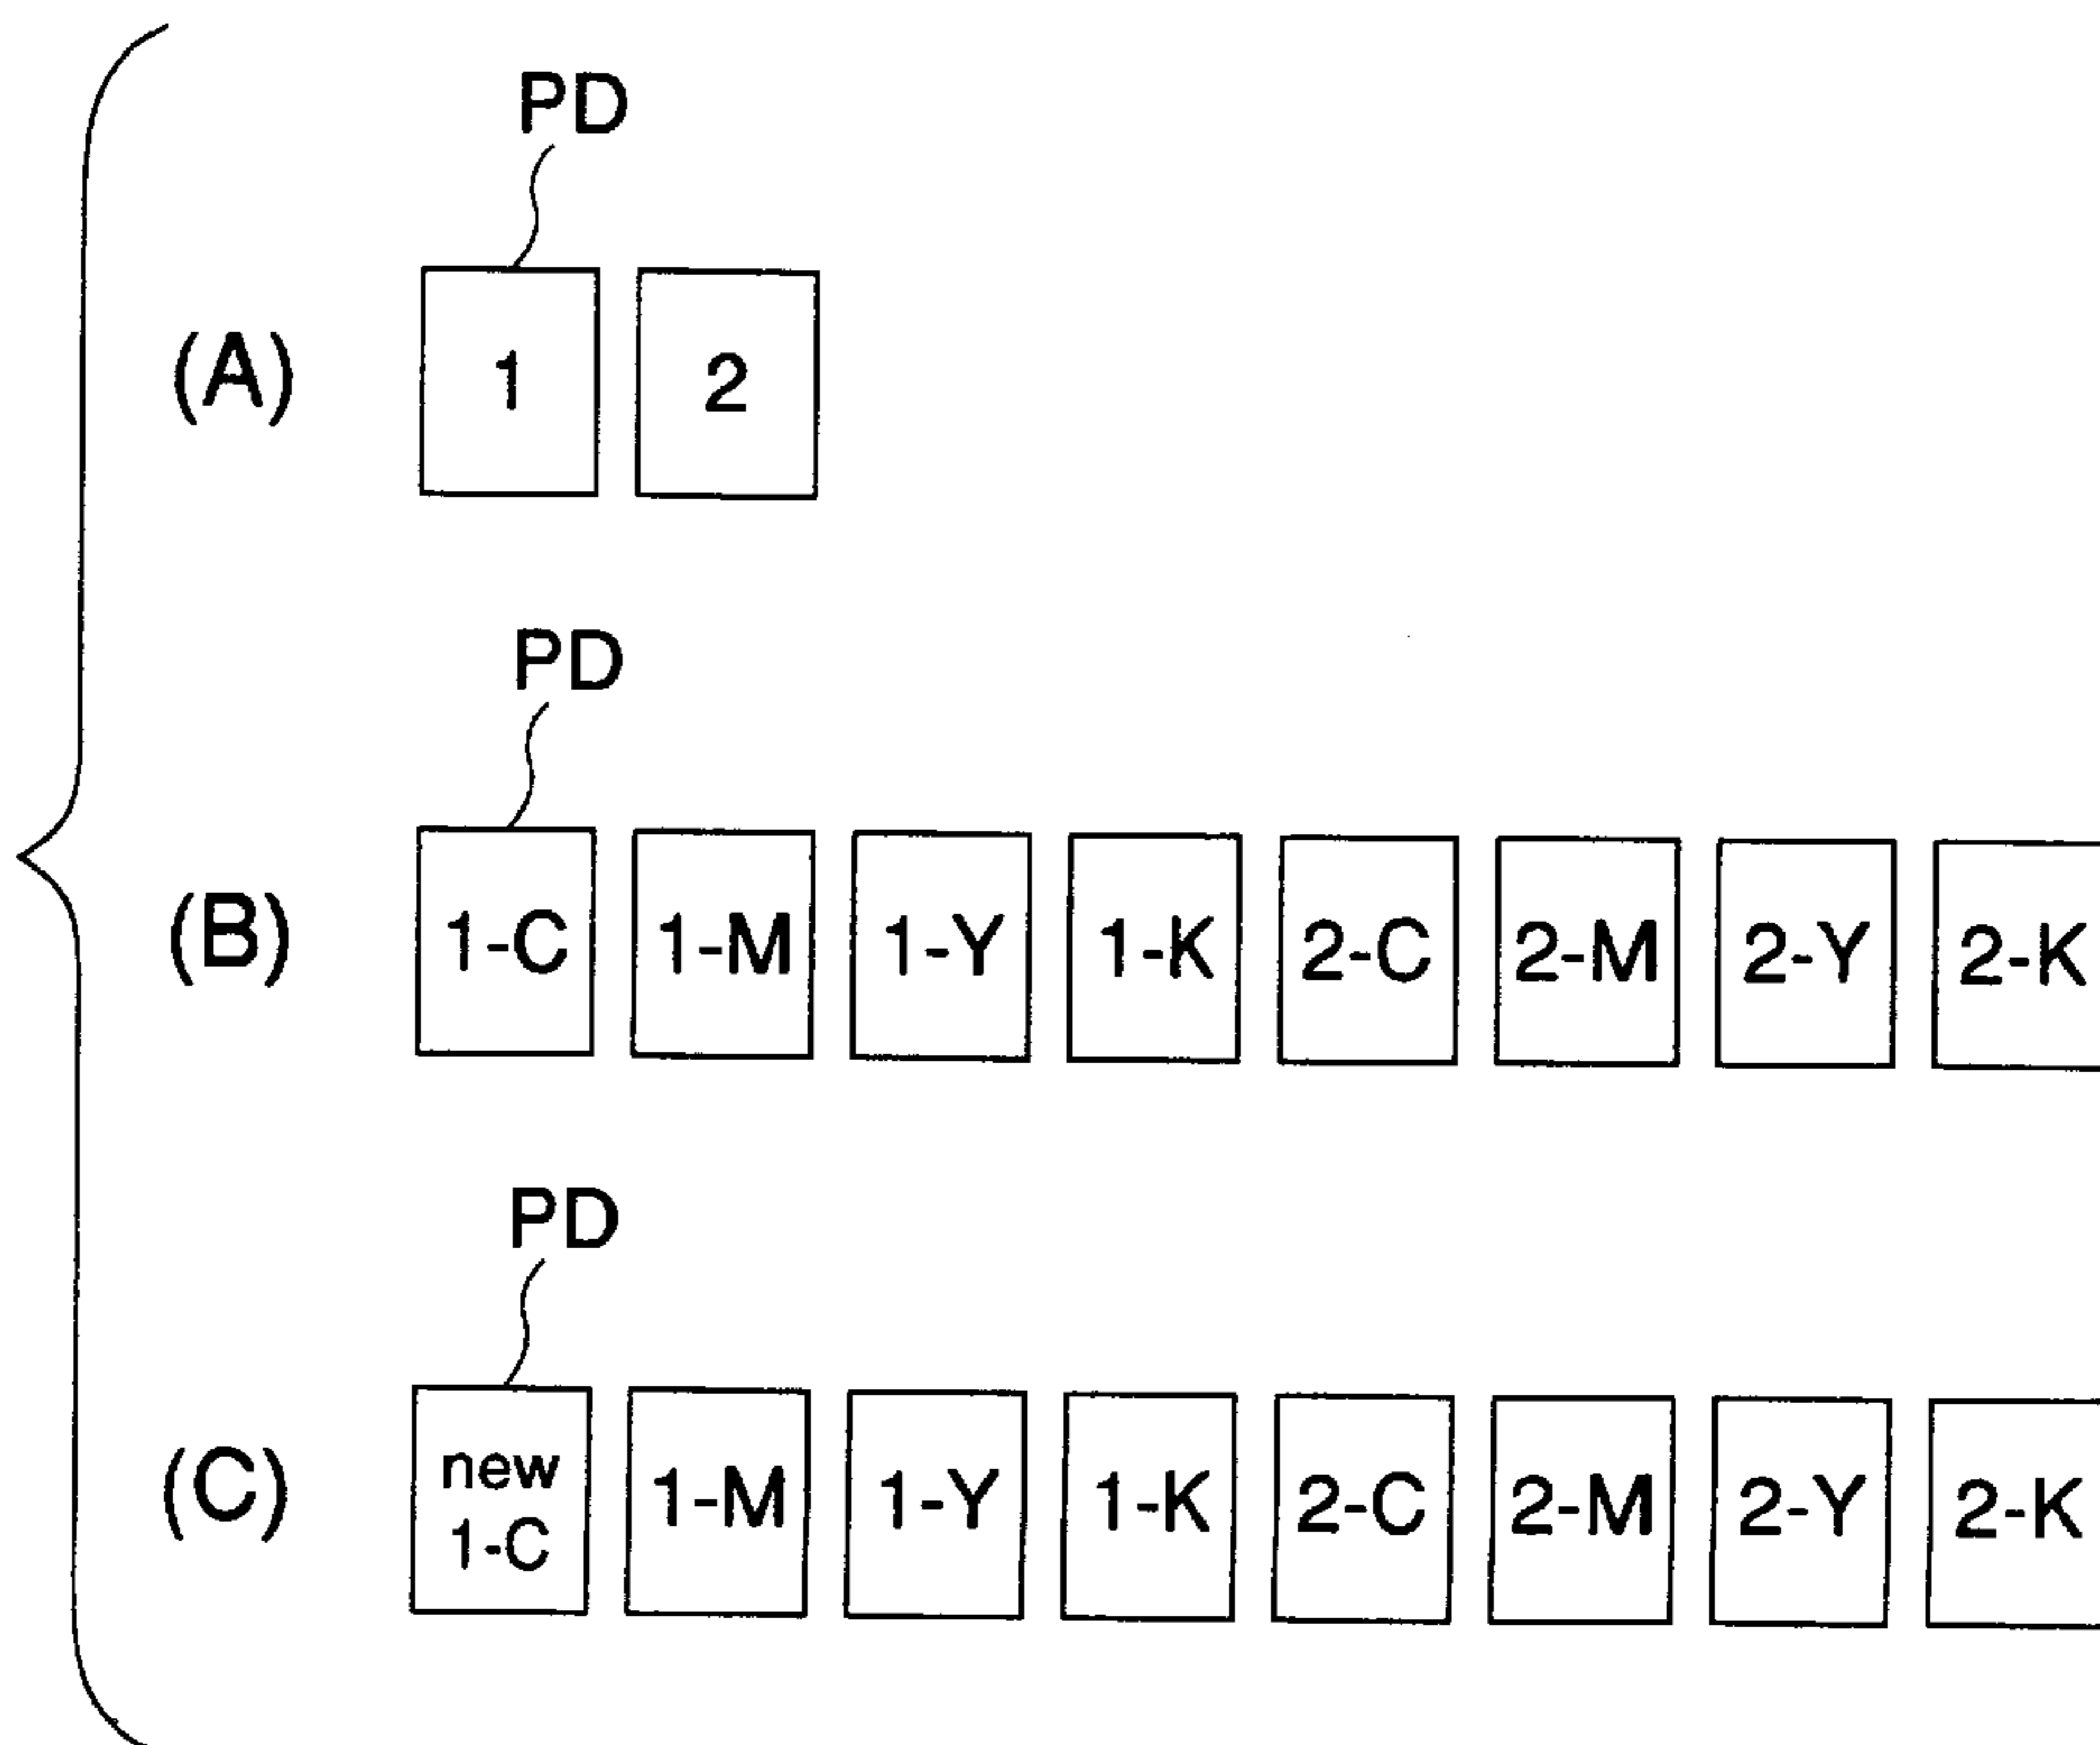 PD
(A) 1 2
PD
(B) 1-C 1-M 1-Y 1-K 2-C 2-M 2-Y 2-K
PD
(C) new 1-C 1-M 1-Y 1-K 2-C 2-M 2-Y 2-K